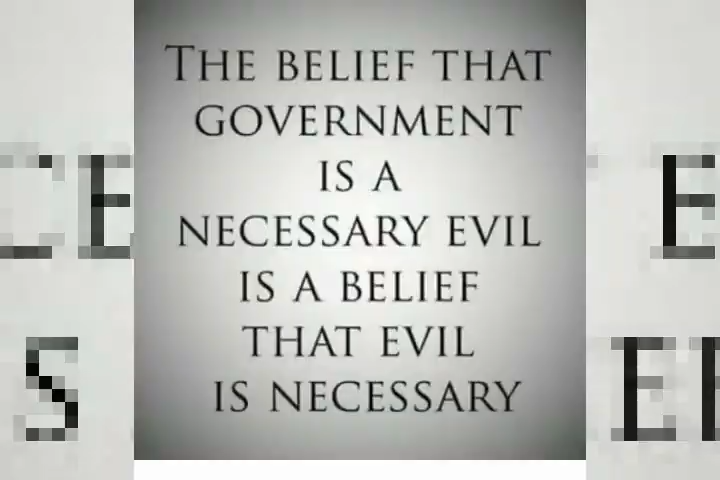 THE BELIEF THAT
GOVERNMENT
IS A
NECESSARY EVIL
IS A BELIEF
THAT EVIL
IS NECESSARY